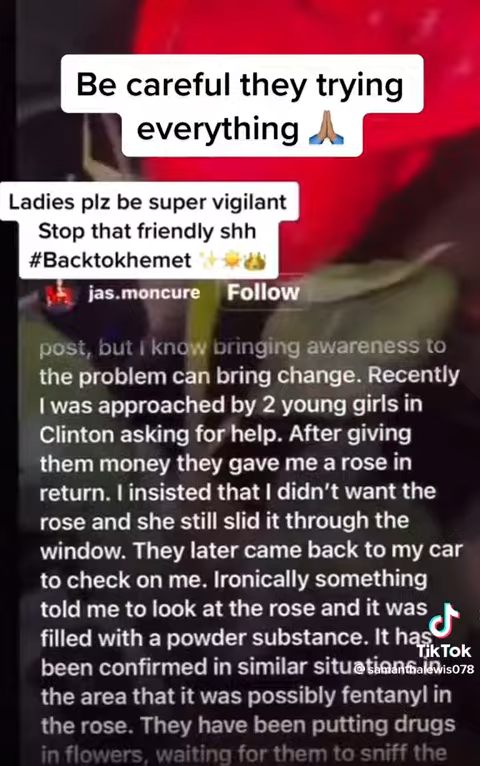 Be careful they trying
everything 🙏🏽
Ladies plz be super vigilant
Stop that friendly shh
#Backtokhemet ✨☀️👑
jas.moncure Follow
post, but i know bringing awareness to
the problem can bring change. Recently
I was approached by 2 young girls in
Clinton asking for help. After giving
them money they gave me a rose in
return. I insisted that I didn't want the
rose and she still slid it through the
window. They later came back to my car
to check on me. Ironically something
told me to look at the rose and it was
filled with a powder substance. It has
TikTok
been confirmed in similar situations in
@samanthalewis078
the area that it was possibly fentanyl in
the rose. They have been putting drugs
in flowers, waiting for them to sniff the